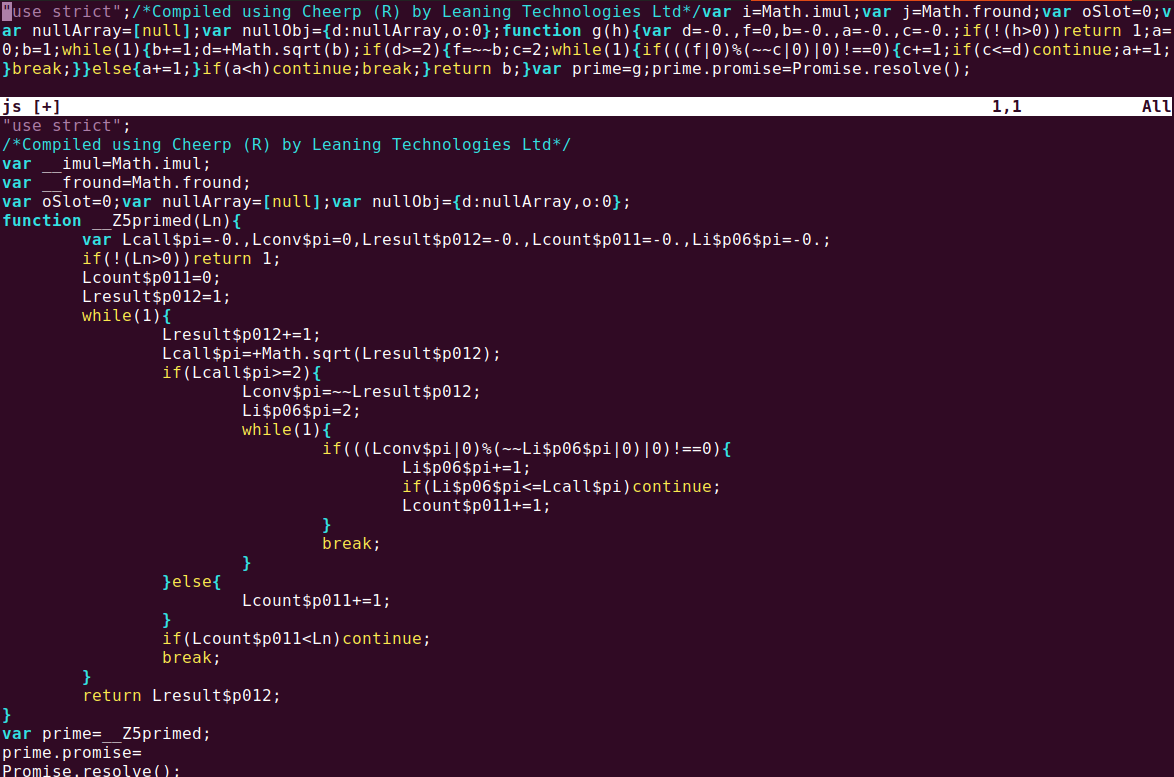 "use strict";/*Compiled using Cheerp (R) by Leaning Technologies Ltd*/var i=Math.imul;var j=Math.fround;var oSlot=0;v
ar nullArray=[null];var nullObj={d:nullArray,o:0};function g(h){var d=-0.,f=0,b=-0.,a=-0.,c=-0.;if(!(h>0))return 1;a=
0;b=1;while(1){b+=1;d=+Math.sqrt(b);if(d>=2){f=~~b;c=2;while(1){if(((f|0)%(~~c|0)|0)!==0){c+=1;if(c<=d)continue;a+=1;
}break;}}else{a+=1;}if(a<h)continue;break;}return b;}var prime=g;prime.promise=Promise.resolve();
js [+] 1,1 All
"use strict";
/*Compiled using Cheerp (R) by Leaning Technologies Ltd*/
var __imul=Math.imul;
var __fround=Math.fround;
var oSlot=0;var nullArray=[null];var nullObj={d:nullArray,o:0};
function __Z5primed(Ln){
var Lcall$pi=-0.,Lconv$pi=0,Lresult$p012=-0.,Lcount$p011=-0.,Li$p06$pi=-0.;
if(!(Ln>0))return 1;
Lcount$p011=0;
Lresult$p012=1;
while(1){
Lresult$p012+=1;
Lcall$pi=+Math.sqrt(Lresult$p012);
if(Lcall$pi>=2){
Lconv$pi=~~Lresult$p012;
Li$p06$pi=2;
while(1){
if(((Lconv$pi|0)%(~~Li$p06$pi|0)|0)!==0){
Li$p06$pi+=1;
if(Li$p06$pi<=Lcall$pi)continue;
Lcount$p011+=1;
}
break;
}
}else{
Lcount$p011+=1;
}
if(Lcount$p011<Ln)continue;
break;
}
return Lresult$p012;
}
var prime=__Z5primed;
prime.promise=
Promise.resolve();